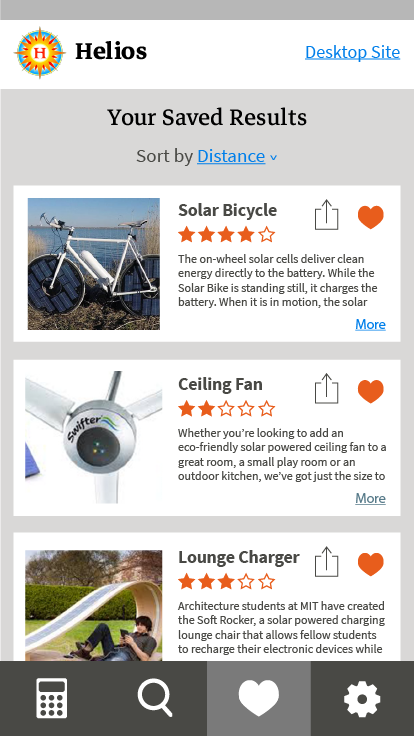 H
Helios
Desktop Site
Your Saved Results
Sort by Distance
Solar Bicycle
The on-wheel solar cells deliver clean
energy directly to the battery. While the
Solar Bike is standing still, it charges the
battery. When it is in motion, the solar
More
Swifter
Ceiling Fan
Whether you’re looking to add an
eco-friendly solar powered ceiling fan to a
great room, a small play room or an
outdoor kitchen, we’ve got just the size to
More
Lounge Charger
Architecture students at MIT have created
the Soft Rocker, a solar powered charging
lounge chair that allows fellow students
to recharge their electronic devices while